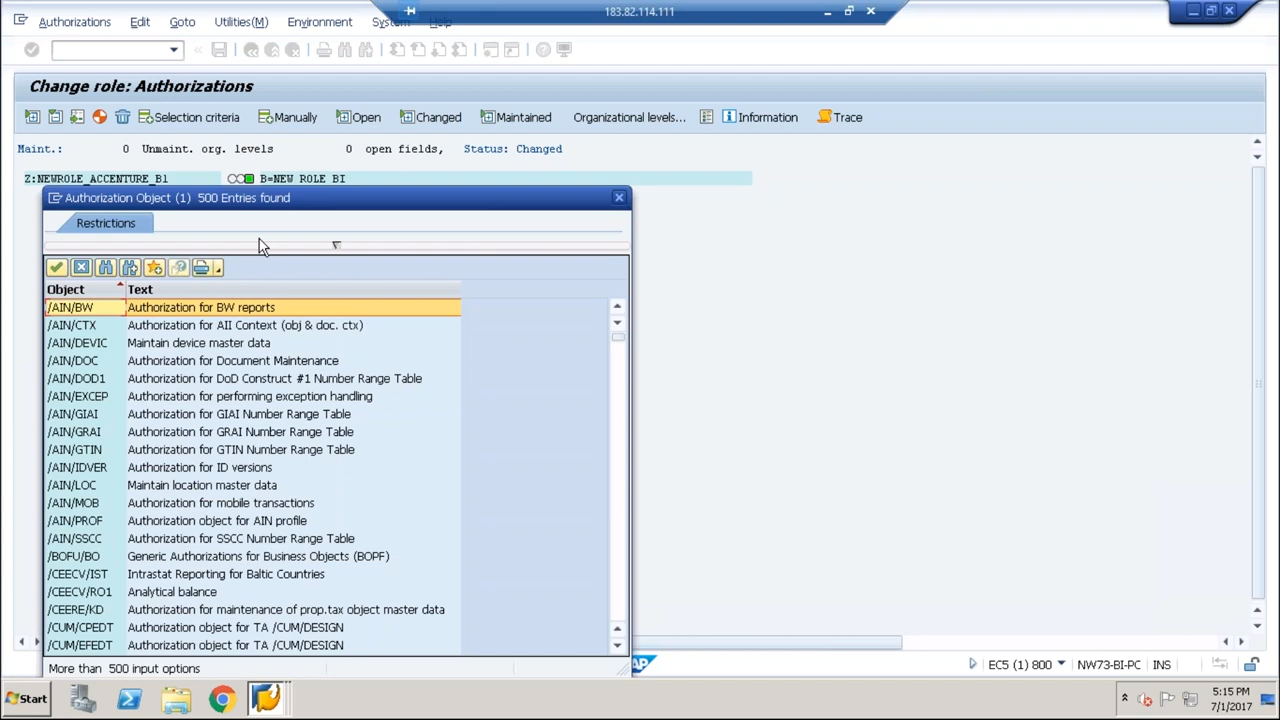 183.82.114.111
Authorizations Edit Goto Utilities(M) Environment System Help
Change role: Authorizations
Selection criteria Manually Open Changed Maintained Organizational levels... Information Trace
Maint.: 0 Unmaint. org. levels 0 open fields, Status: Changed
Z:NEWROLE_ACCENTURE_B1 B=NEW ROLE BI
Authorization Object (1) 500 Entries found
Restrictions
Object Text
/AIN/BW Authorization for BW reports
/AIN/CTX Authorization for AII Context (obj & doc. ctx)
/AIN/DEVIC Maintain device master data
/AIN/DOC Authorization for Document Maintenance
/AIN/DOD1 Authorization for DoD Construct #1 Number Range Table
/AIN/EXCEP Authorization for performing exception handling
/AIN/GIAI Authorization for GIAI Number Range Table
/AIN/GRAI Authorization for GRAI Number Range Table
/AIN/GTIN Authorization for GTIN Number Range Table
/AIN/IDVER Authorization for ID versions
/AIN/LOC Maintain location master data
/AIN/MOB Authorization for mobile transactions
/AIN/PROF Authorization object for AIN profile
/AIN/SSCC Authorization for SSCC Number Range Table
/BOFU/BO Generic Authorizations for Business Objects (BOPF)
/CEECV/IST Intrastat Reporting for Baltic Countries
/CEECV/RO1 Analytical balance
/CEERE/KD Authorization for maintenance of prop.tax object master data
/CUM/CPEDT Authorization object for TA /CUM/DESIGN
/CUM/EFEDT Authorization object for TA /CUM/DESIGN
More than 500 input options
SAP EC5 (1) 800 NW73-BI-PC INS
Start 5:15 PM
7/1/2017